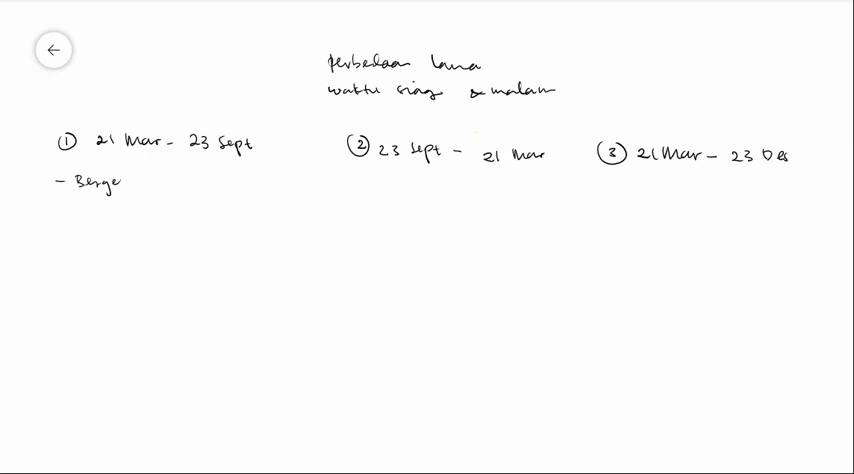 perbedaan lama
waktu siang & malam
① 21 Mar - 23 Sept
② 23 Sept - 21 Mar
③ 21 Mar - 23 Des
- Berge